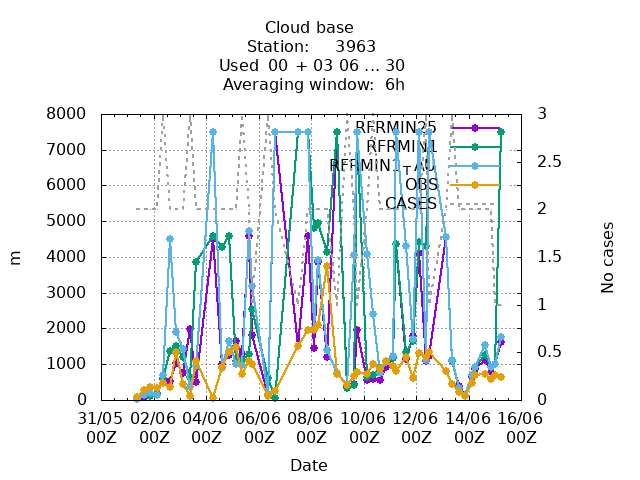 Cloud base
Station: 3963
Used 00 + 03 06 ... 30
Averaging window: 6h
8000
7000
6000
5000
4000
3000
2000
1000
0
m
3
2.5
2
1.5
1
0.5
0
No cases
RFRMIN25
RFRMIN1
RFRMIN1_TAU
OBS
CASES
31/05 02/06 04/06 06/06 08/06 10/06 12/06 14/06 16/06
00Z 00Z 00Z 00Z 00Z 00Z 00Z 00Z 00Z
Date